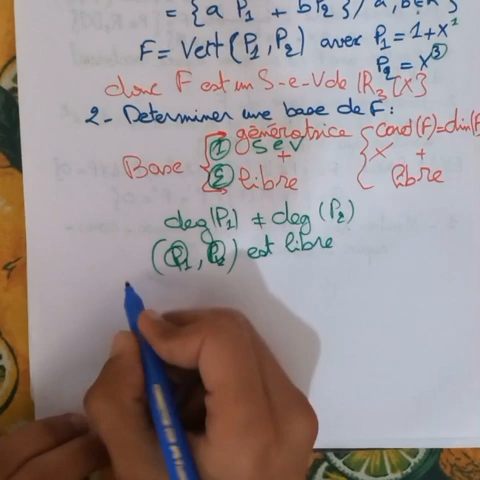 = {a P1 + bP2 }/ a,b∈
F = Vect (P1, P2) avec P1 = 1+X²
P2 = X③
donc F est un S-e-V de ℝ3 [X]
2- Determiner une base de F:
génératrice { Card(F)=dim(F
Base { ① S e V × +
② libre libre
deg(P1) ≠ deg(P2)
(P1, P2) est libre